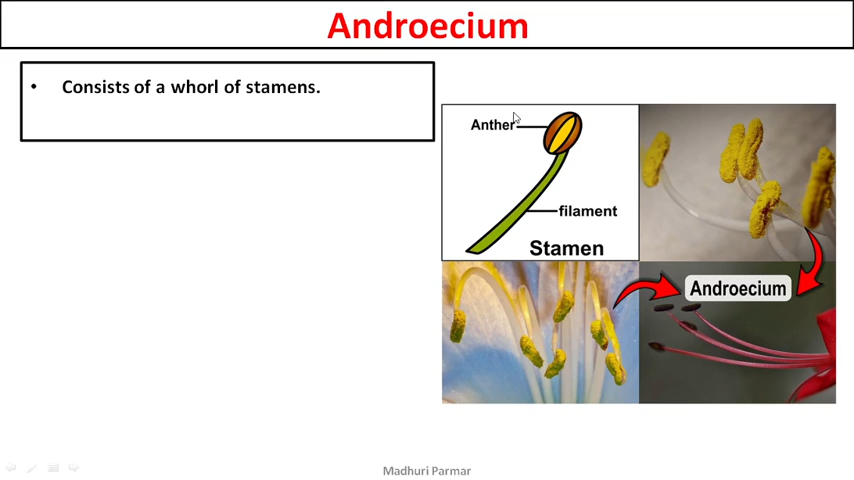 Androecium
• Consists of a whorl of stamens.
Anther
filament
Stamen
Androecium
Madhuri Parmar